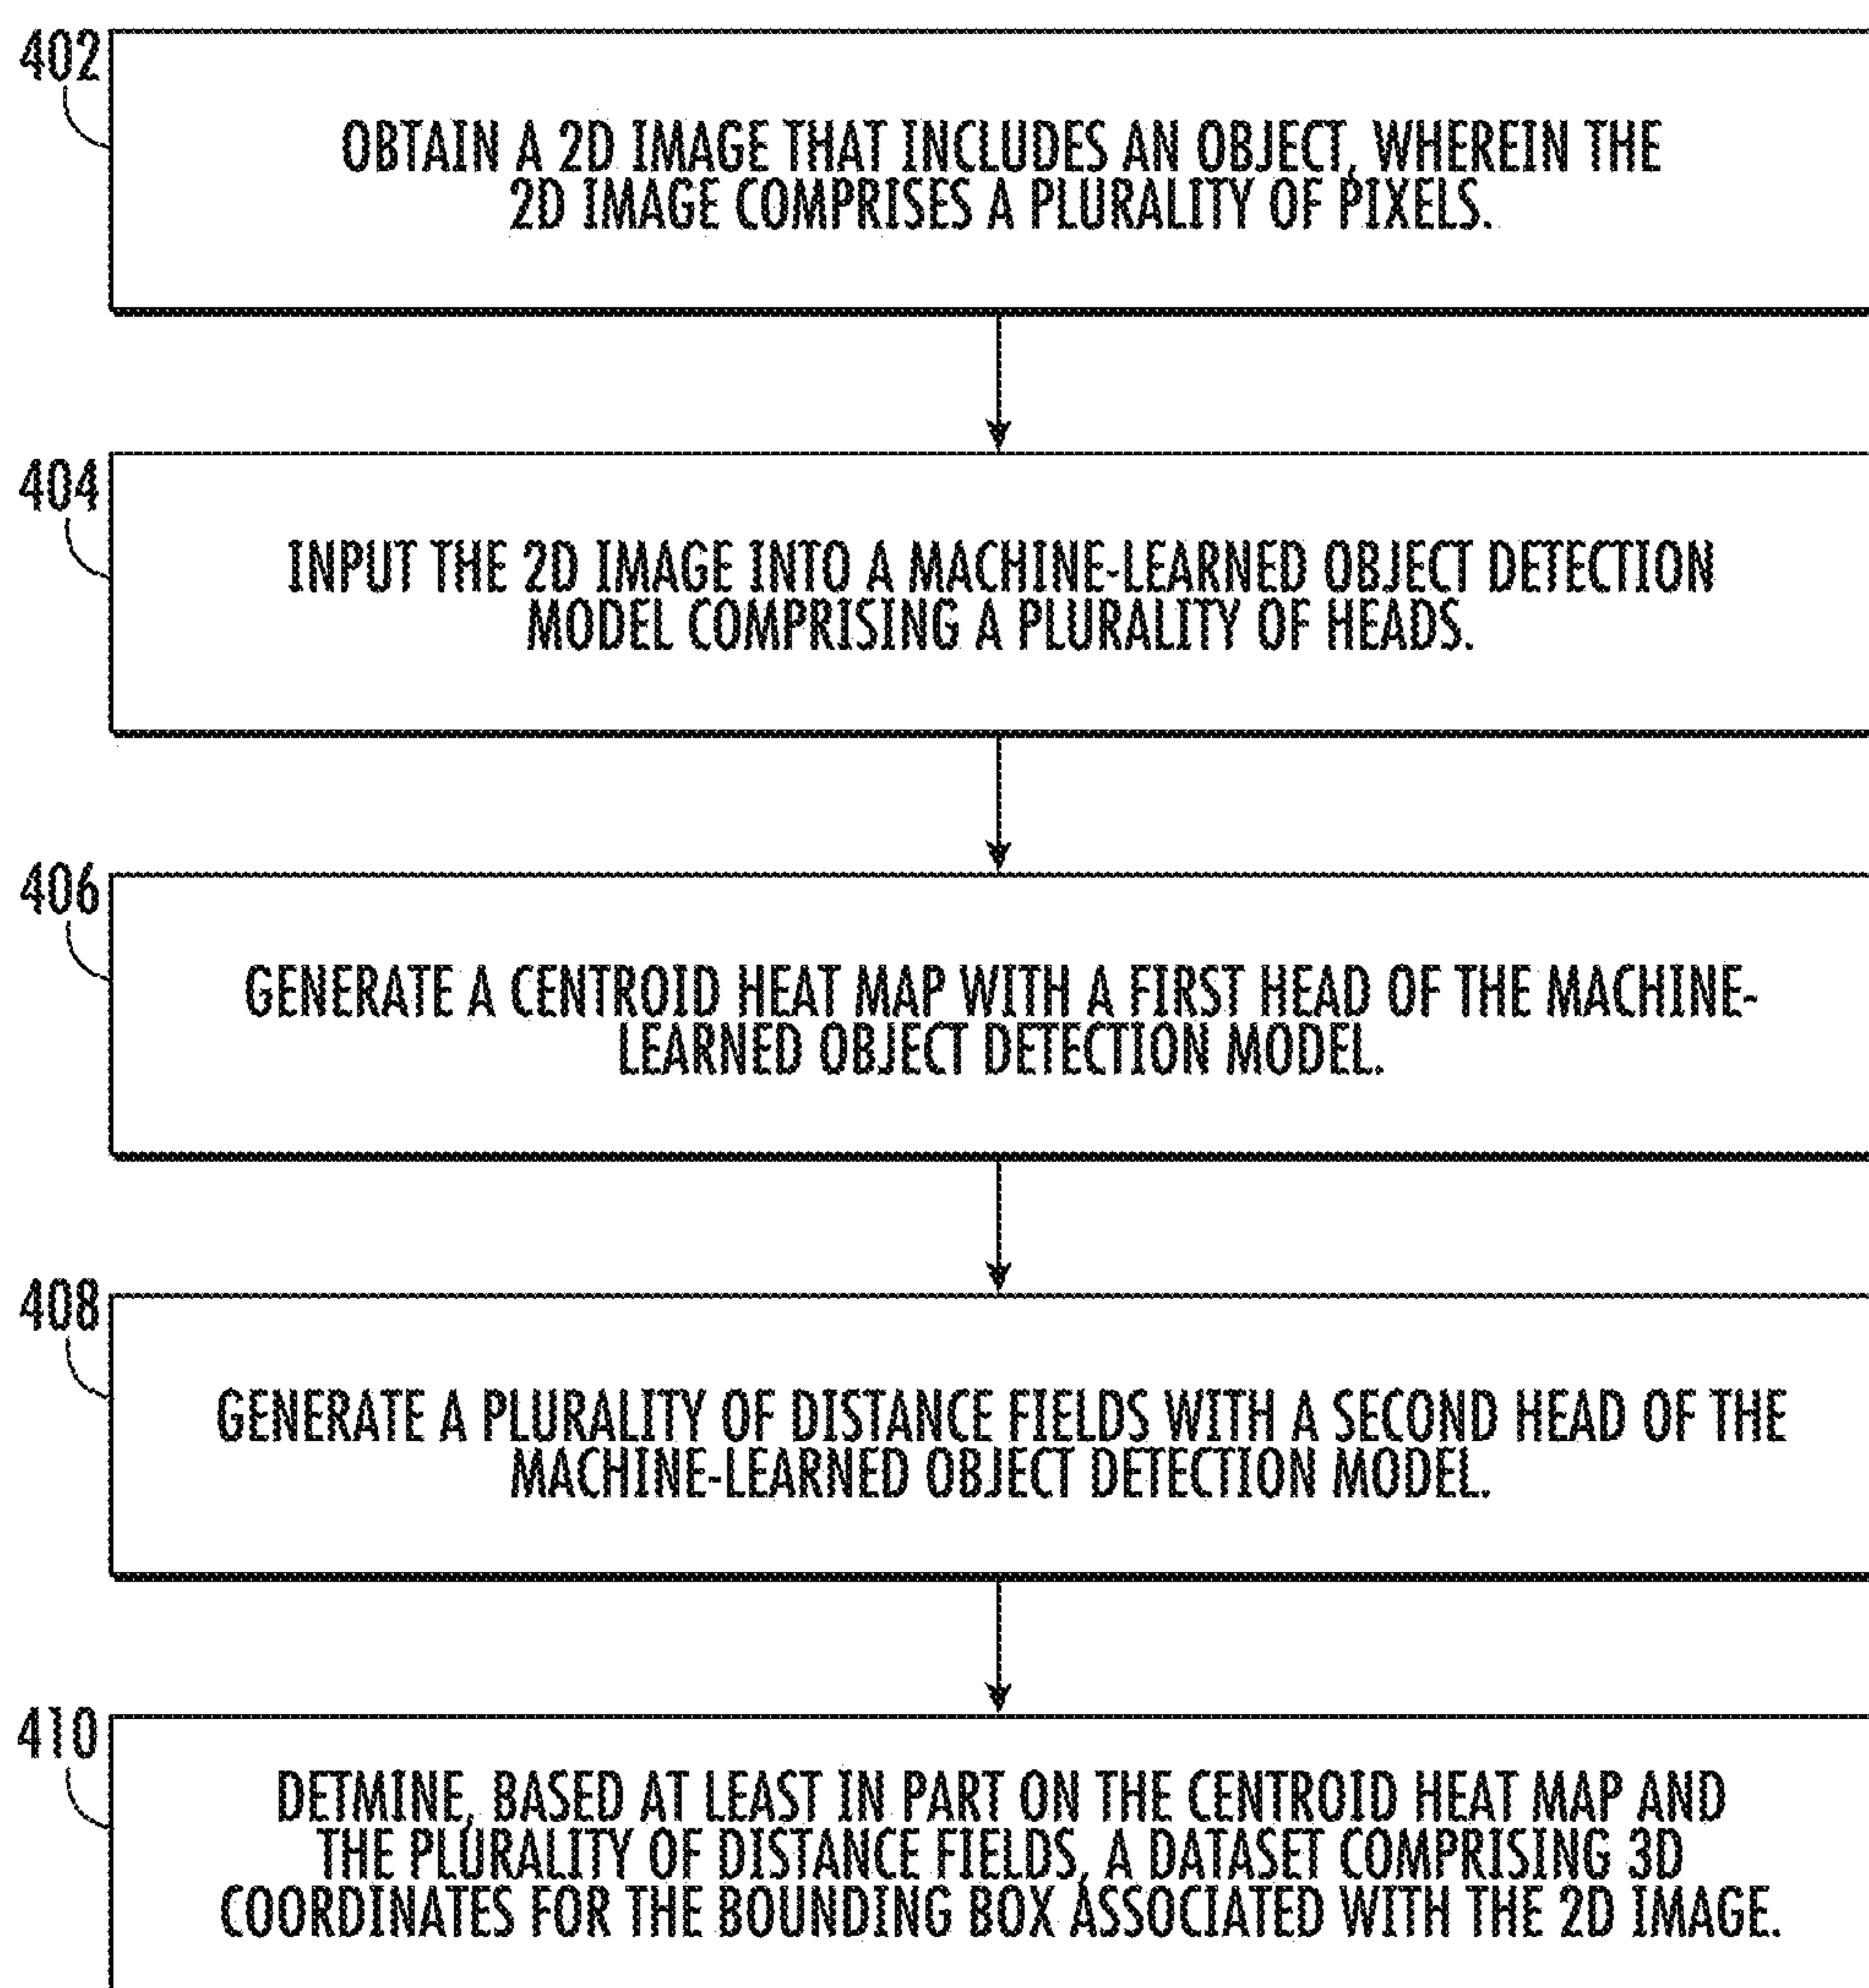 402
OBTAIN A 2D IMAGE THAT INCLUDES AN OBJECT, WHEREIN THE
2D IMAGE COMPRISES A PLURALITY OF PIXELS.
404
INPUT THE 2D IMAGE INTO A MACHINE-LEARNED OBJECT DETECTION
MODEL COMPRISING A PLURALITY OF HEADS.
406
GENERATE A CENTROID HEAT MAP WITH A FIRST HEAD OF THE MACHINE-
LEARNED OBJECT DETECTION MODEL.
408
GENERATE A PLURALITY OF DISTANCE FIELDS WITH A SECOND HEAD OF THE
MACHINE-LEARNED OBJECT DETECTION MODEL.
410
DETMINE, BASED AT LEAST IN PART ON THE CENTROID HEAT MAP AND
THE PLURALITY OF DISTANCE FIELDS, A DATASET COMPRISING 3D
COORDINATES FOR THE BOUNDING BOX ASSOCIATED WITH THE 2D IMAGE.